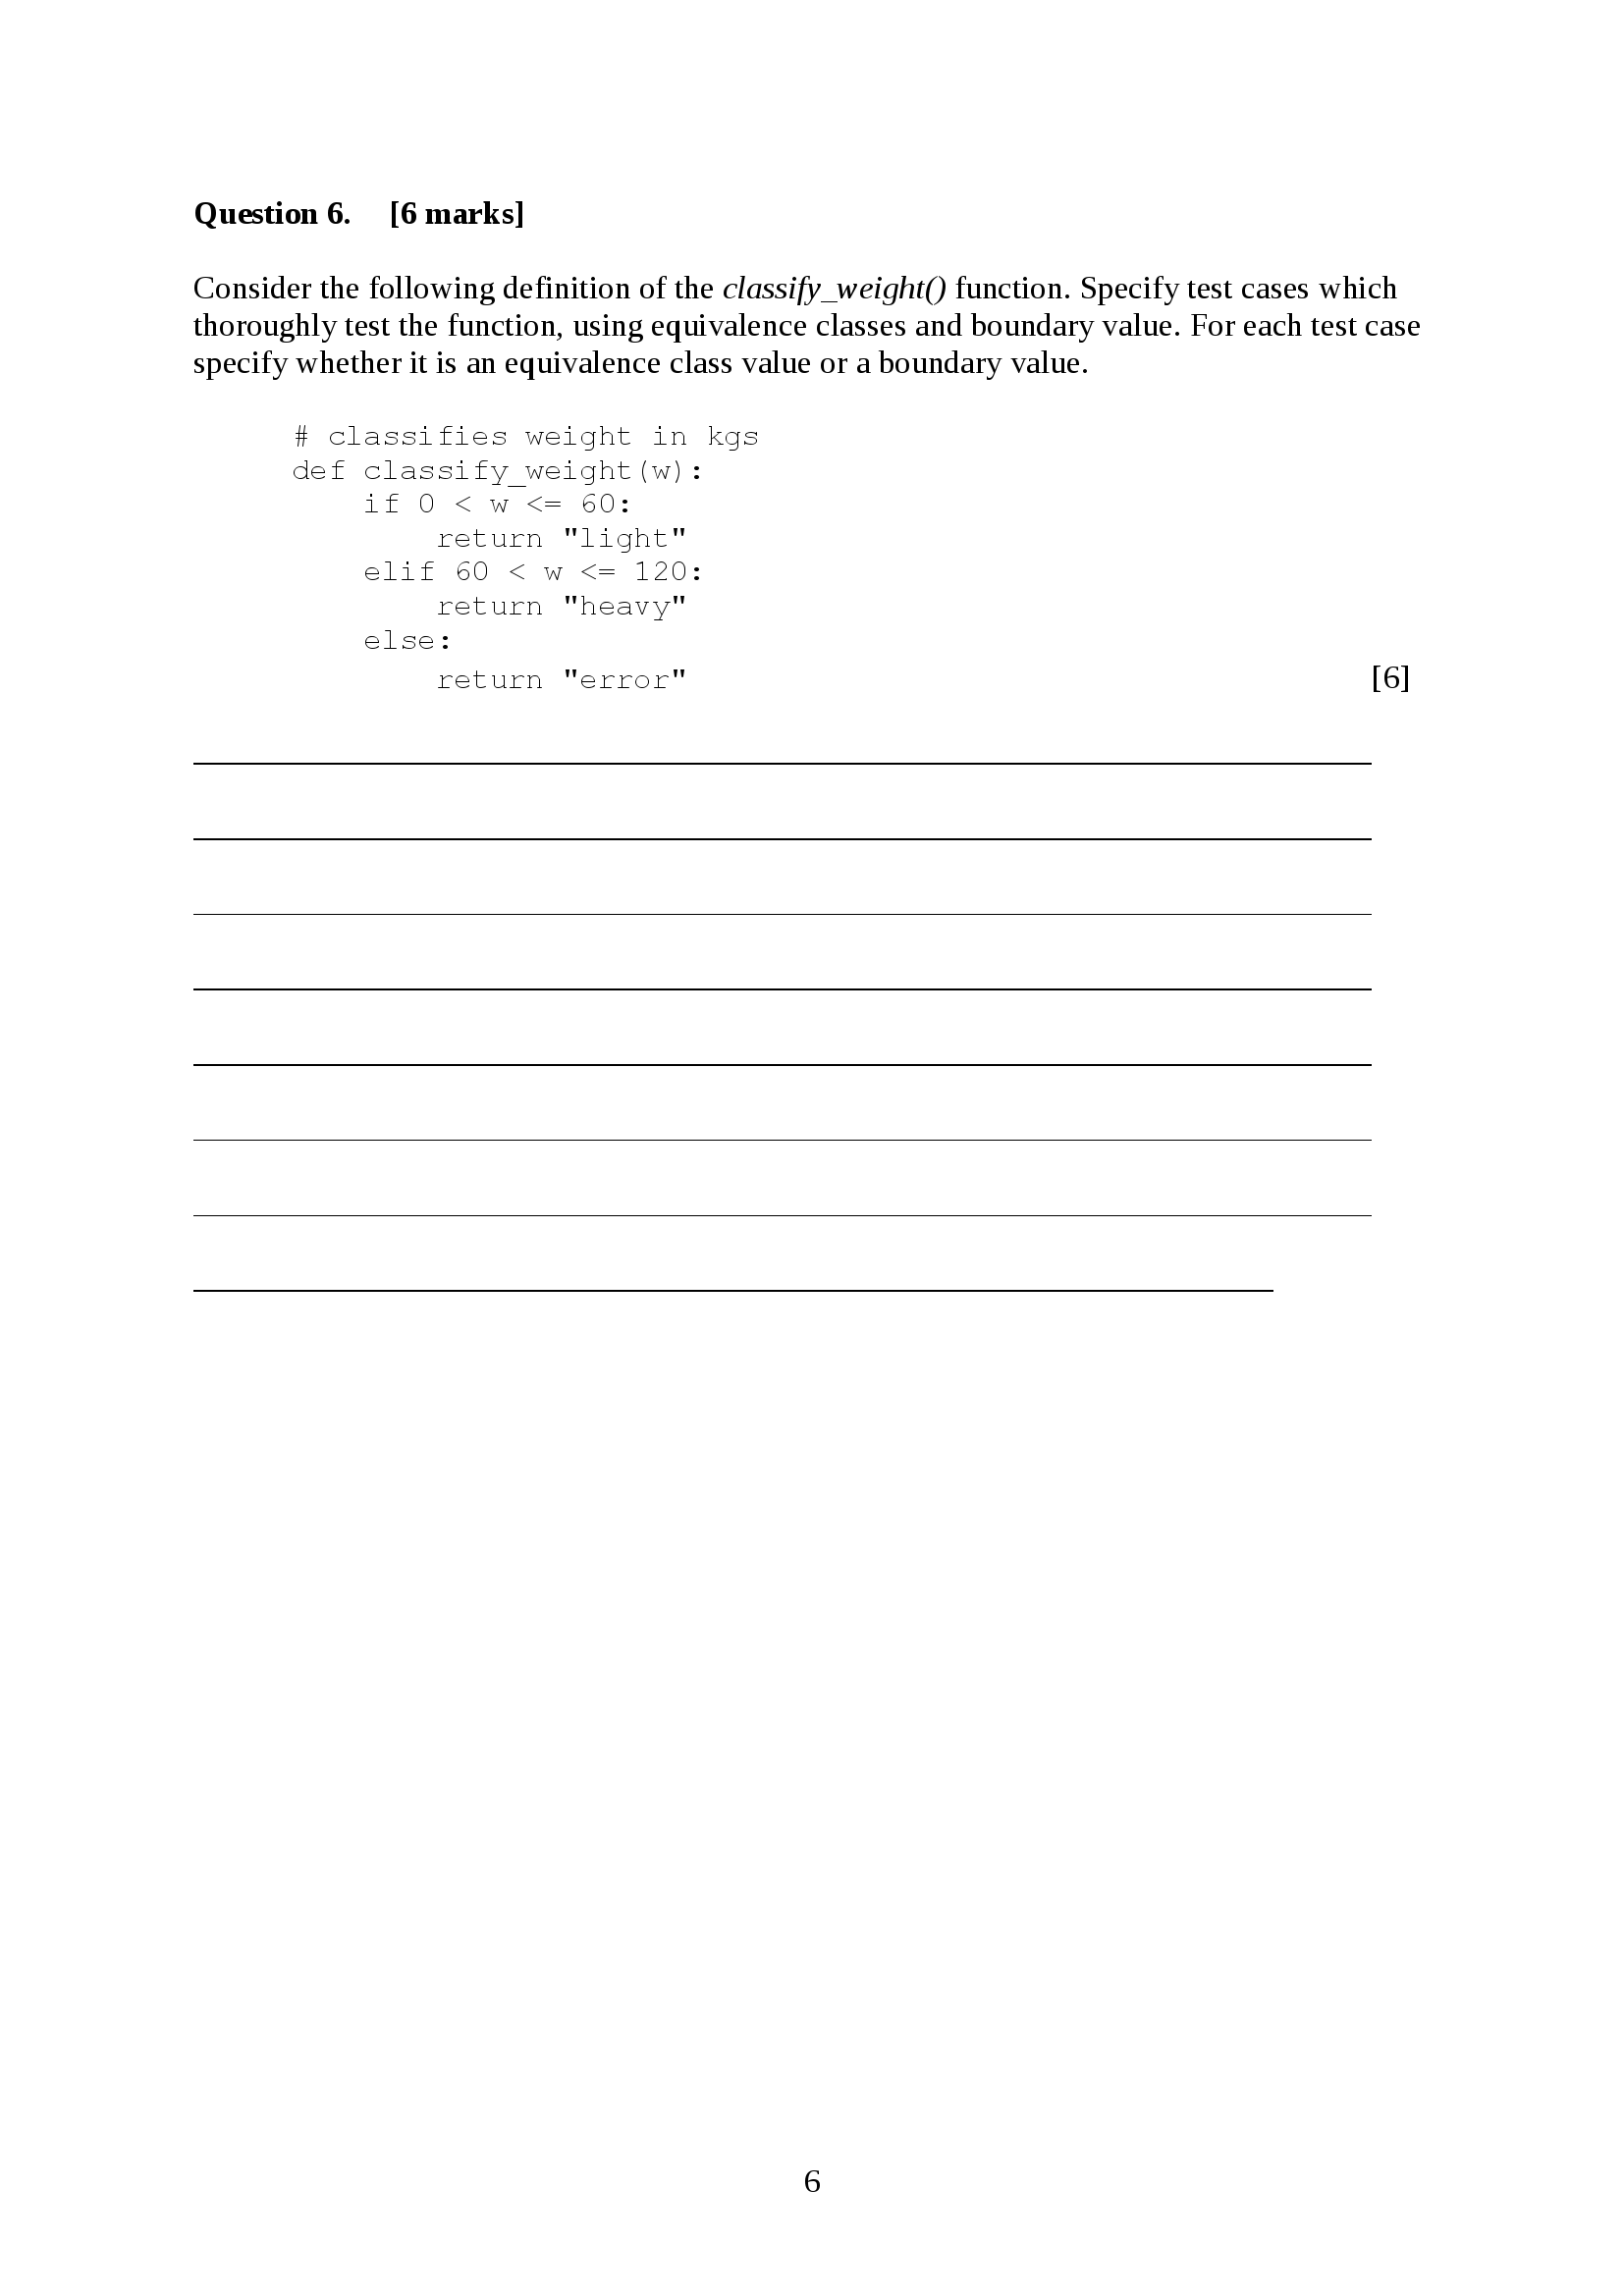 Question 6. [6 marks]
Consider the following definition of the classify_weight() function. Specify test cases which
thoroughly test the function, using equivalence classes and boundary value. For each test case
specify whether it is an equivalence class value or a boundary value.
# classifies weight in kgs
def classify_weight(w):
    if 0 < w <= 60:
        return "light"
    elif 60 < w <= 120:
        return "heavy"
    else:
        return "error" [6]
6